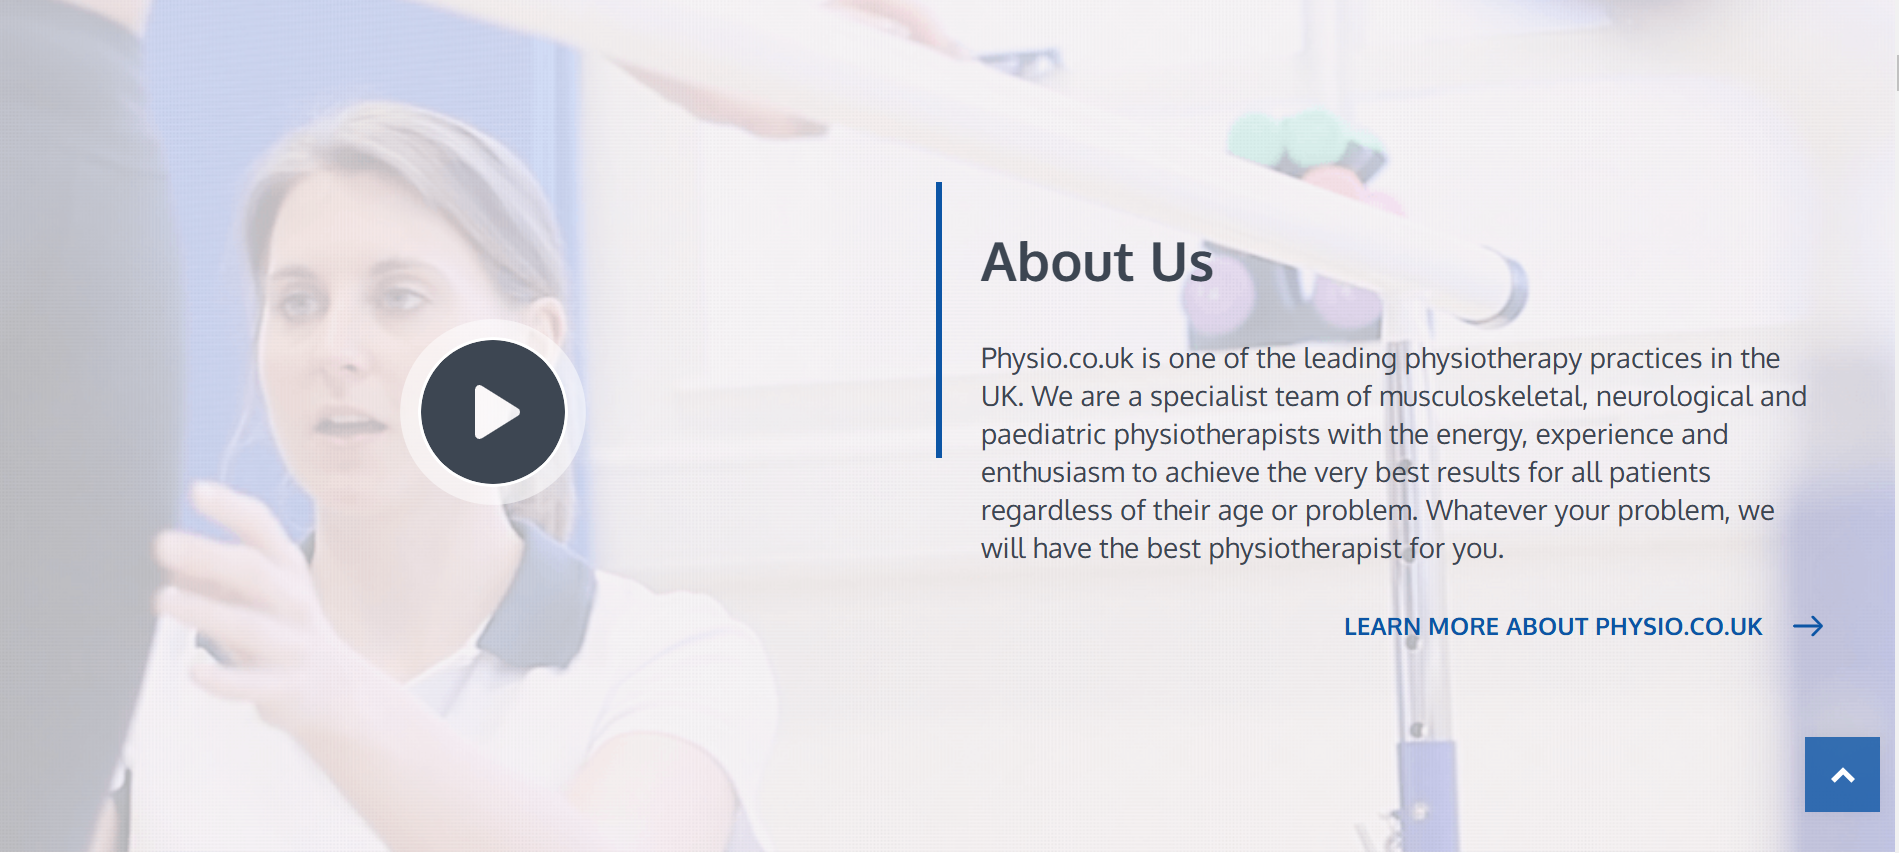 About Us
Physio.co.uk is one of the leading physiotherapy practices in the
UK. We are a specialist team of musculoskeletal, neurological and
paediatric physiotherapists with the energy, experience and
enthusiasm to achieve the very best results for all patients
regardless of their age or problem. Whatever your problem, we
will have the best physiotherapist for you.
LEARN MORE ABOUT PHYSIO.CO.UK